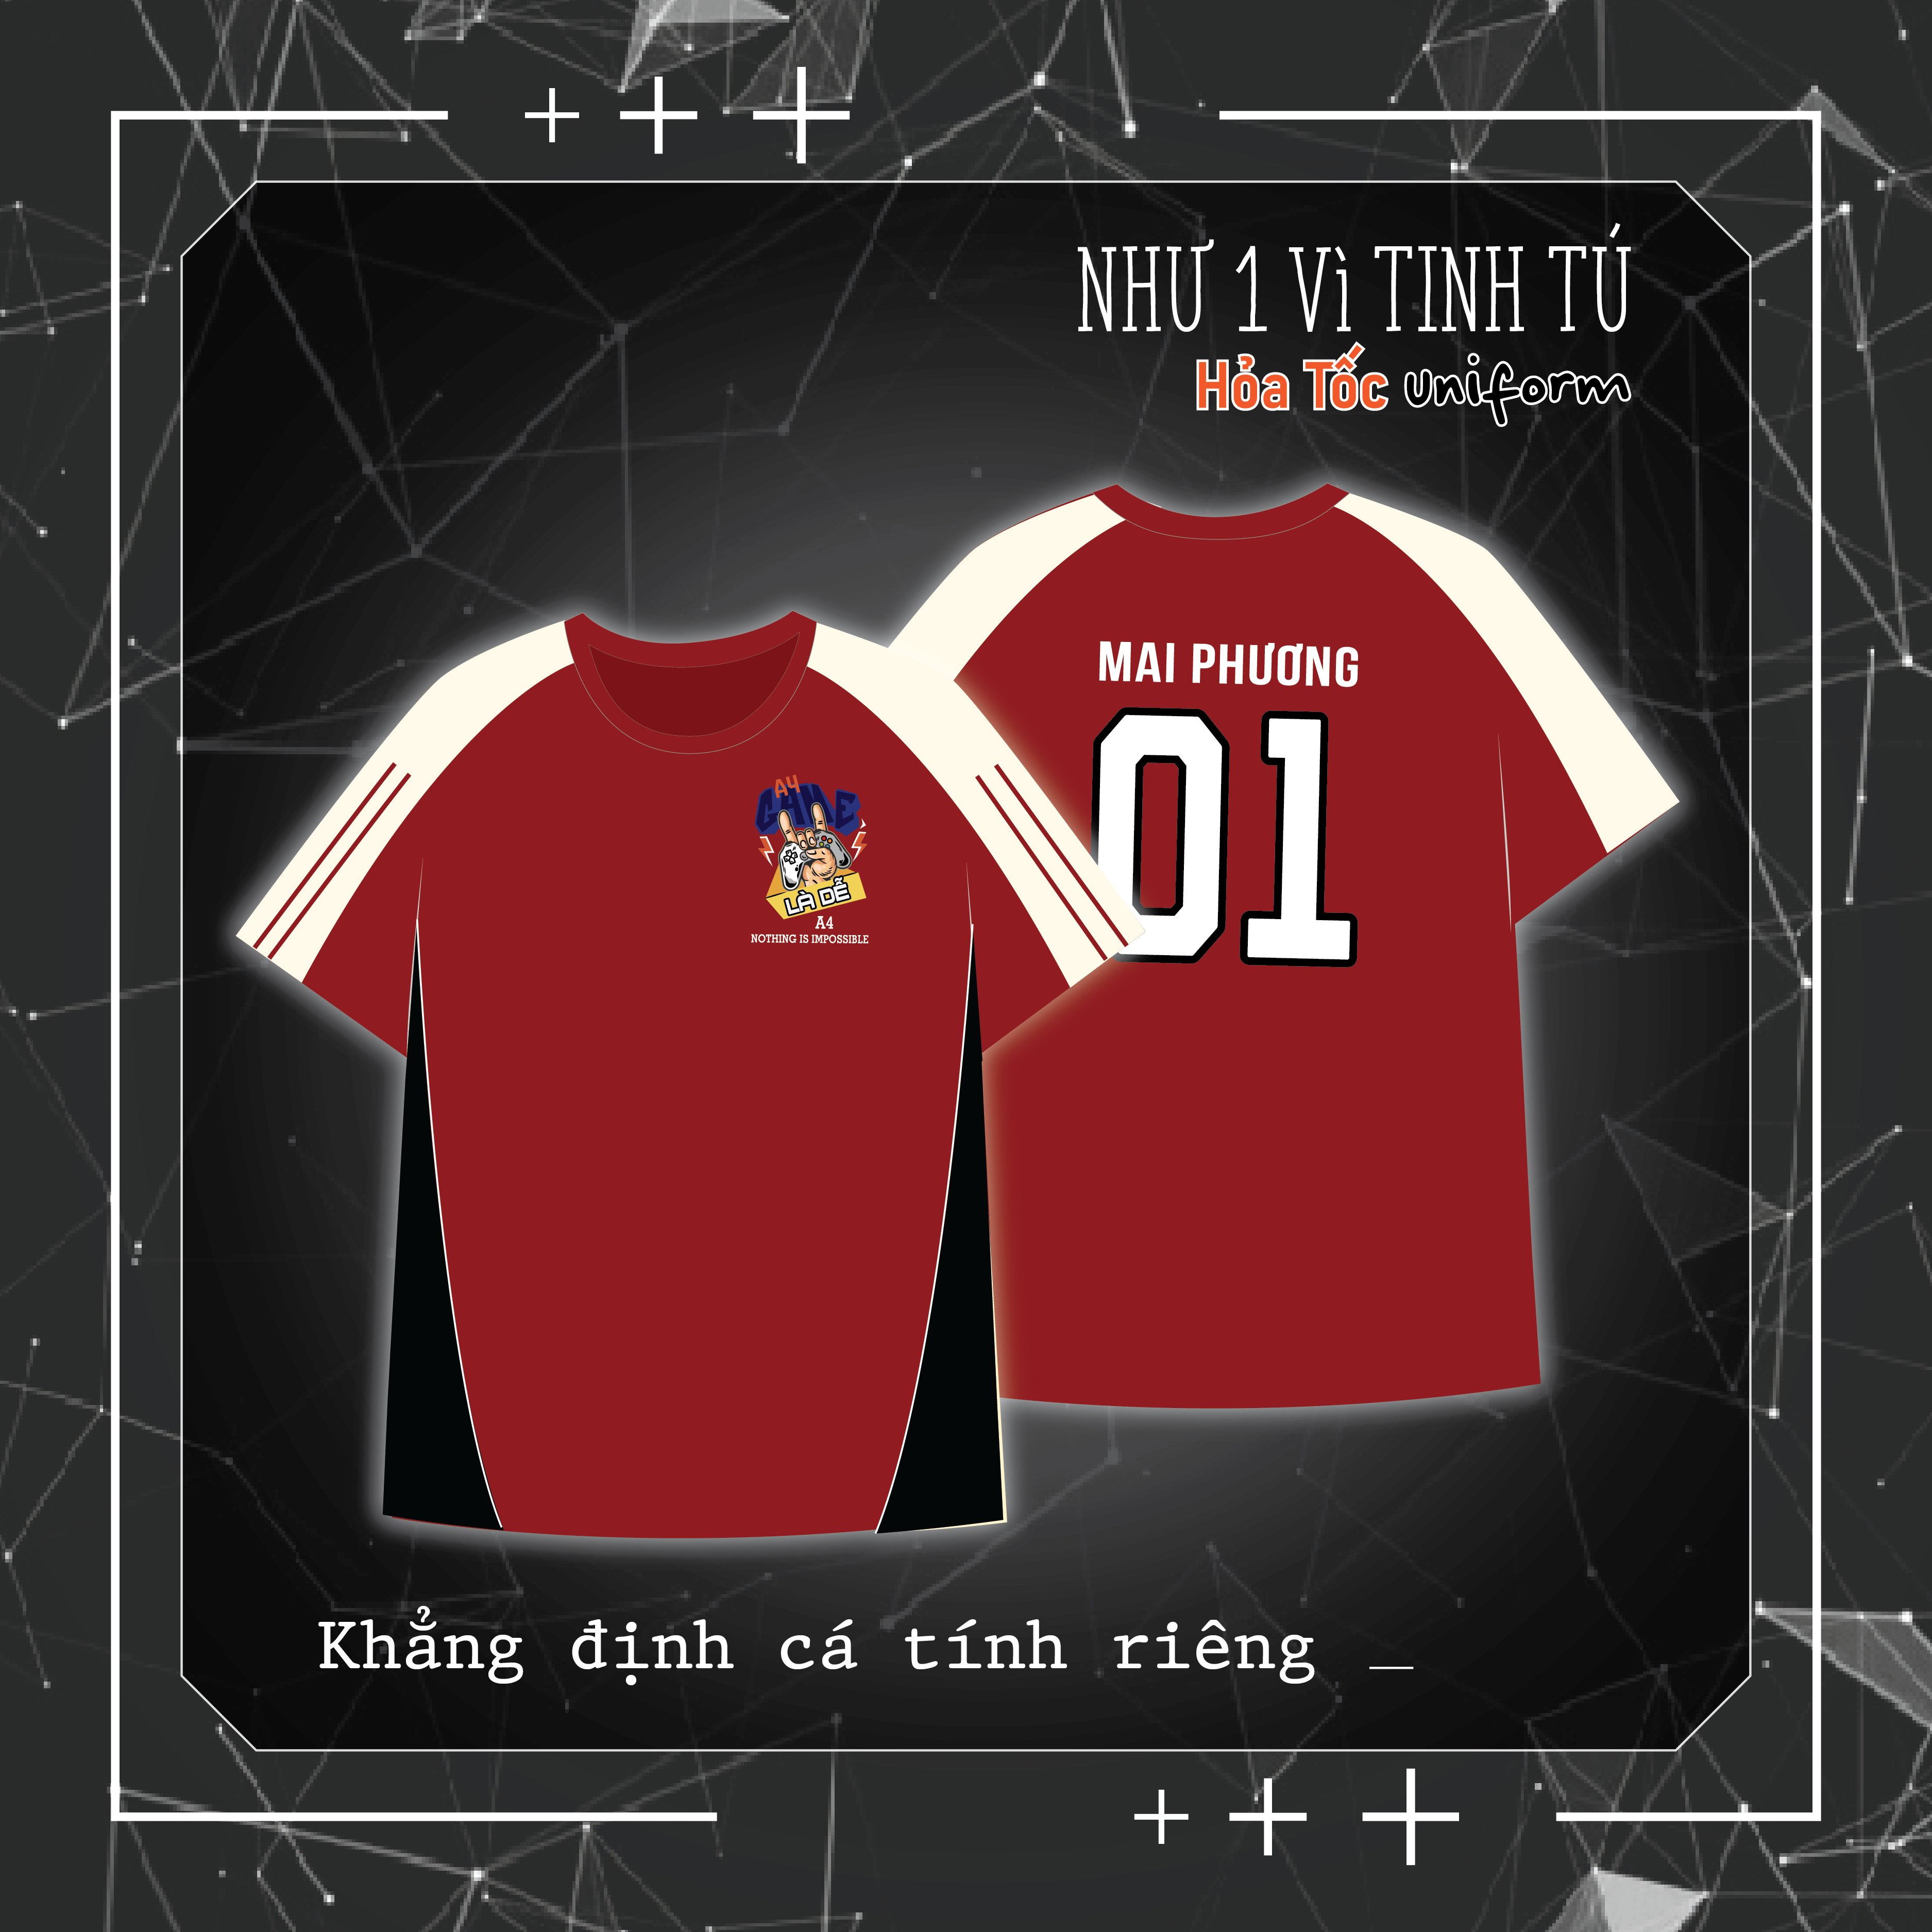 NHƯ 1 Vì TINH TÚ
Hỏa Tốc uniform
MAI PHƯƠNG
01
A4
GAME
LÀ DỄ
A4
NOTHING IS IMPOSSIBLE
Khẳng định cá tính riêng _